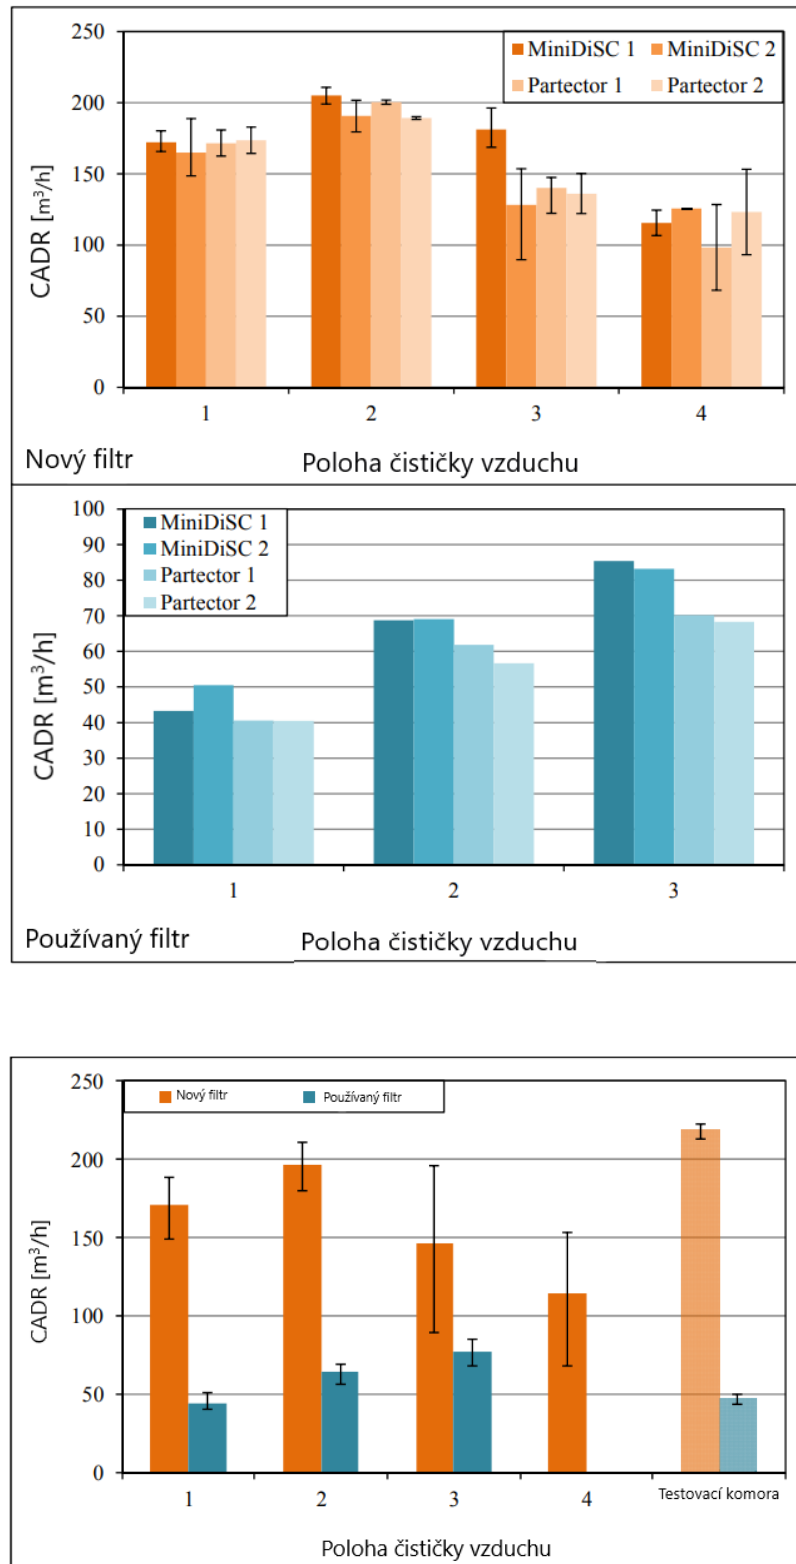 250
200
150
100
50
0
CADR [m³/h]
MiniDiSC 1 MiniDiSC 2
Partector 1 Partector 2
1 2 3 4
Nový filtr Poloha čističky vzduchu
100
90
80
70
60
50
40
30
20
10
0
CADR [m³/h]
MiniDiSC 1
MiniDiSC 2
Partector 1
Partector 2
1 2 3
Používaný filtr Poloha čističky vzduchu
250
200
150
100
50
0
CADR [m³/h]
Nový filtr Používaný filtr
1 2 3 4 Testovací komora
Poloha čističky vzduchu